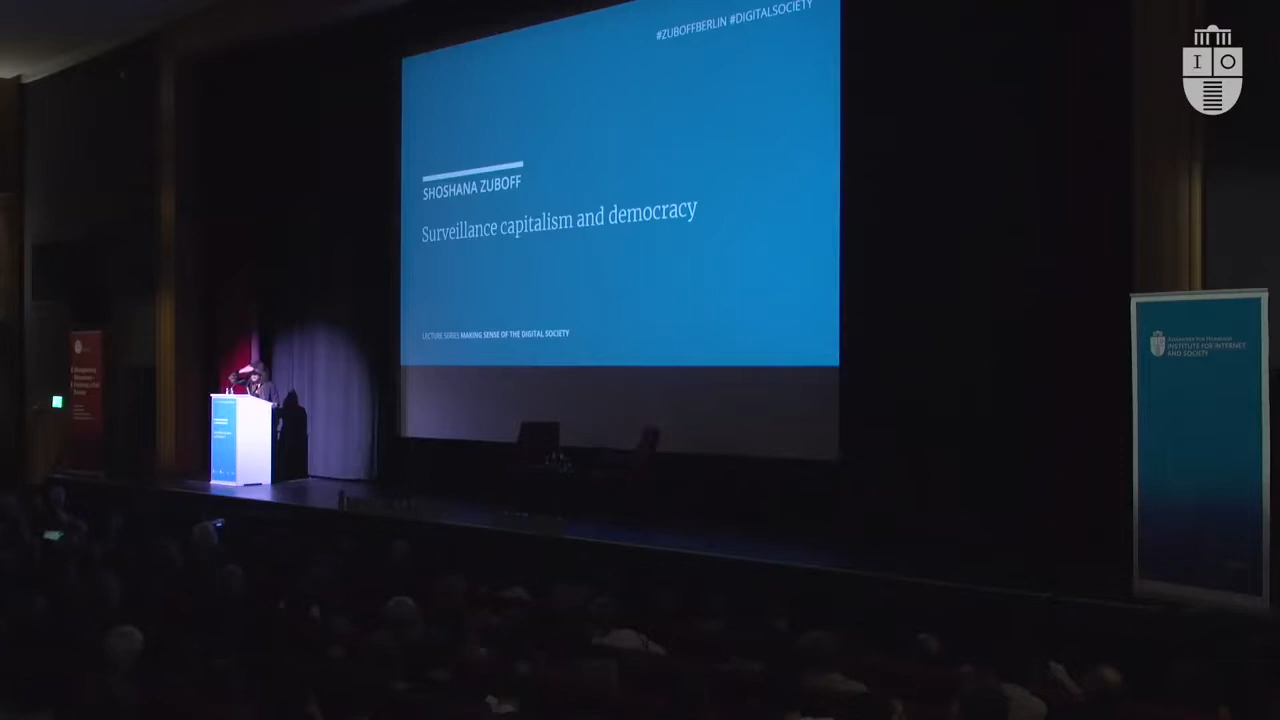 #ZUBOFFBERLIN #DIGITALSOCIETY
SHOSHANA ZUBOFF
Surveillance capitalism and democracy
LECTURE SERIES MAKING SENSE OF THE DIGITAL SOCIETY
I O
INSTITUTE FOR INTERNET
AND SOCIETY